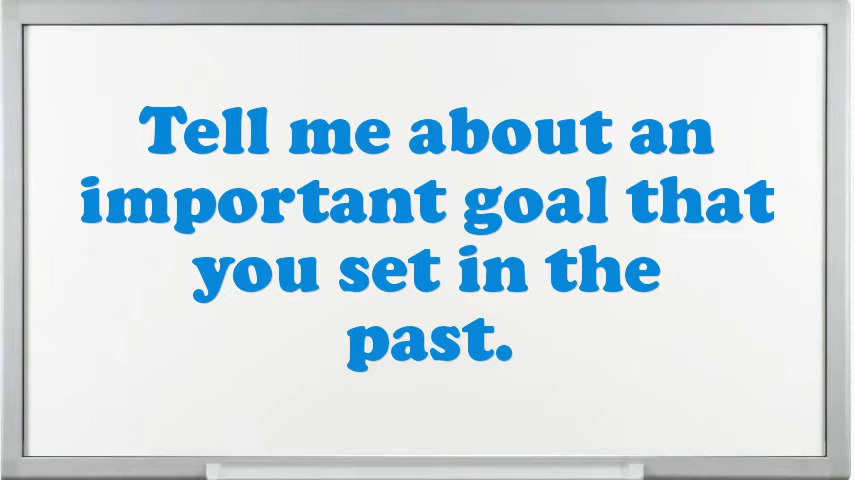 Tell me about an
important goal that
you set in the
past.